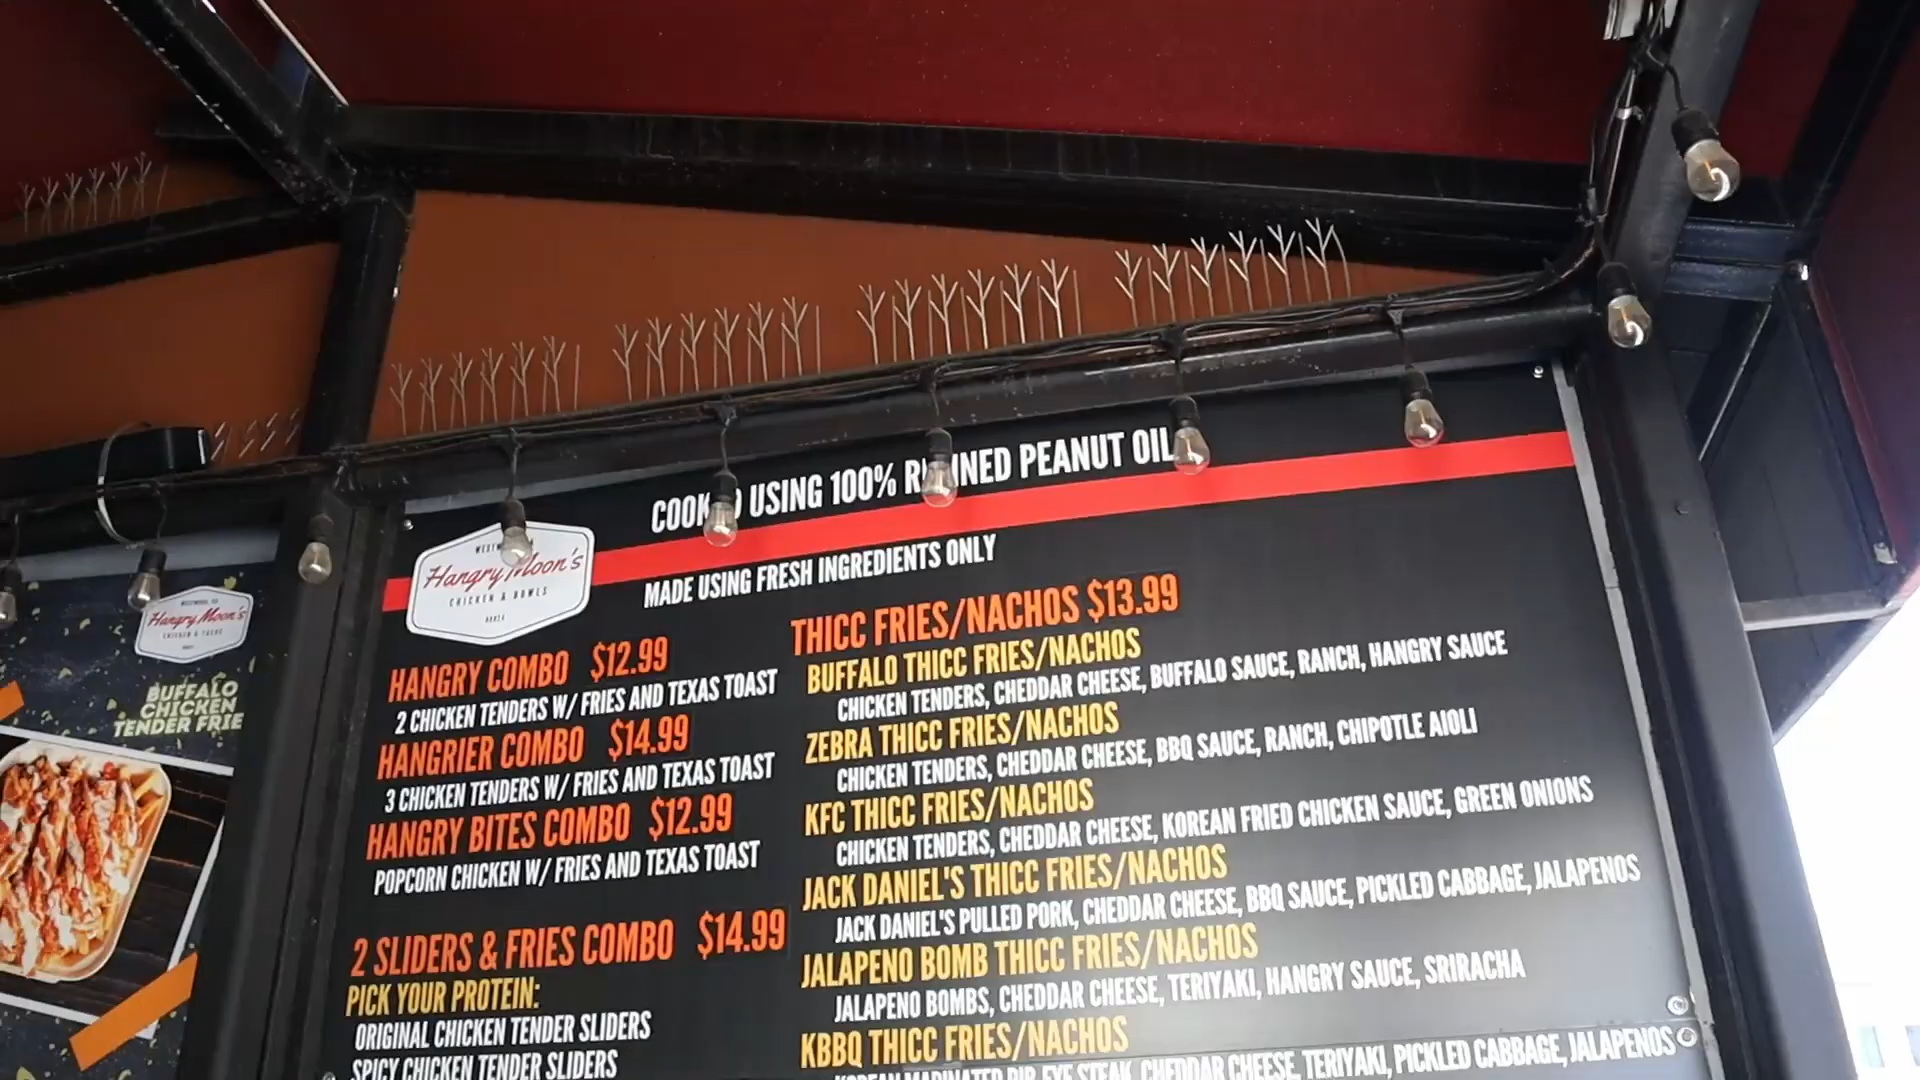 COOKED USING 100% REFINED PEANUT OIL
MADE USING FRESH INGREDIENTS ONLY
Hangry Moon's
CHICKEN & BOWLS
HANGRY COMBO $12.99
2 CHICKEN TENDERS W/ FRIES AND TEXAS TOAST
HANGRIER COMBO $14.99
3 CHICKEN TENDERS W/ FRIES AND TEXAS TOAST
HANGRY BITES COMBO $12.99
POPCORN CHICKEN W/ FRIES AND TEXAS TOAST
2 SLIDERS & FRIES COMBO $14.99
PICK YOUR PROTEIN:
ORIGINAL CHICKEN TENDER SLIDERS
SPICY CHICKEN TENDER SLIDERS
THICC FRIES/NACHOS $13.99
BUFFALO THICC FRIES/NACHOS
CHICKEN TENDERS, CHEDDAR CHEESE, BUFFALO SAUCE, RANCH, HANGRY SAUCE
ZEBRA THICC FRIES/NACHOS
CHICKEN TENDERS, CHEDDAR CHEESE, BBQ SAUCE, RANCH, CHIPOTLE AIOLI
KFC THICC FRIES/NACHOS
CHICKEN TENDERS, CHEDDAR CHEESE, KOREAN FRIED CHICKEN SAUCE, GREEN ONIONS
JACK DANIEL'S THICC FRIES/NACHOS
JACK DANIEL'S PULLED PORK, CHEDDAR CHEESE, BBQ SAUCE, PICKLED CABBAGE, JALAPENOS
JALAPENO BOMB THICC FRIES/NACHOS
JALAPENO BOMBS, CHEDDAR CHEESE, TERIYAKI, HANGRY SAUCE, SRIRACHA
KBBQ THICC FRIES/NACHOS
KOREAN MARINATED RIB EYE STEAK, CHEDDAR CHEESE, TERIYAKI, PICKLED CABBAGE, JALAPENOS
Hangry Moon's
BUFFALO
CHICKEN
TENDER FRIE